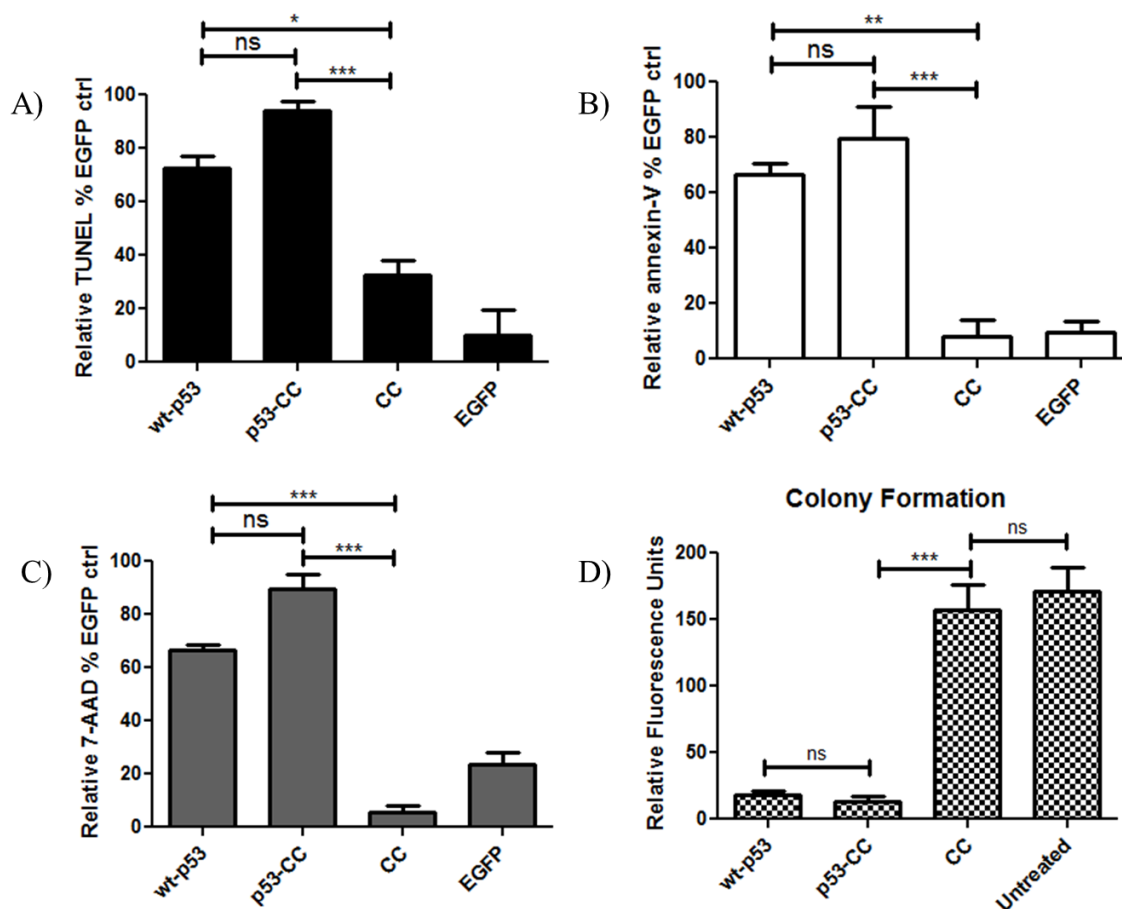 A)
*
ns
***
Relative TUNEL % EGFP ctrl
100
80
60
40
20
0
wt-p53
p53-CC
CC
EGFP
B)
**
ns
***
Relative annexin-V % EGFP ctrl
100
80
60
40
20
0
wt-p53
p53-CC
CC
EGFP
C)
***
ns
***
Relative 7-AAD % EGFP ctrl
100
80
60
40
20
0
wt-p53
p53-CC
CC
EGFP
D)
Colony Formation
ns
***
ns
Relative Fluorescence Units
200
150
100
50
0
wt-p53
p53-CC
CC
Untreated